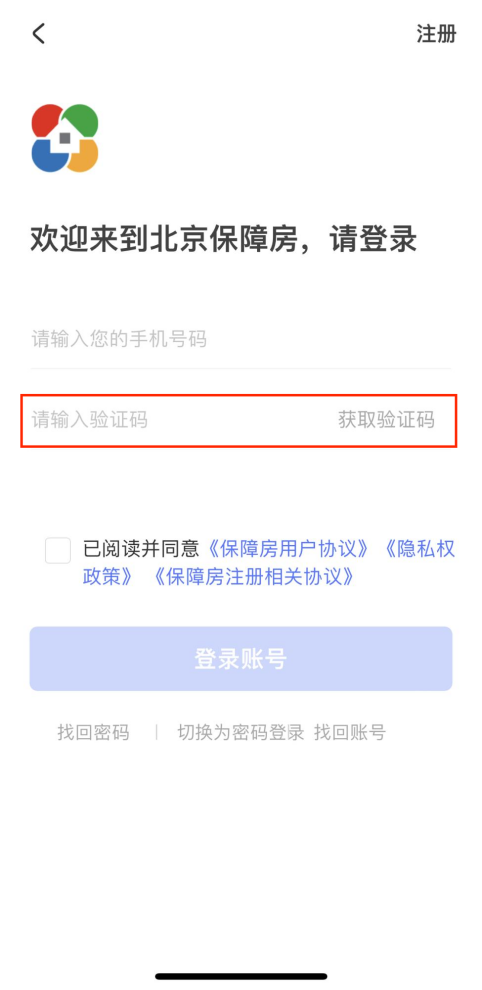 注册
欢迎来到北京保障房，请登录
请输入您的手机号码
请输入验证码 获取验证码
已阅读并同意《保障房用户协议》《隐私权
政策》《保障房注册相关协议》
登录账号
找回密码 | 切换为密码登录 找回账号